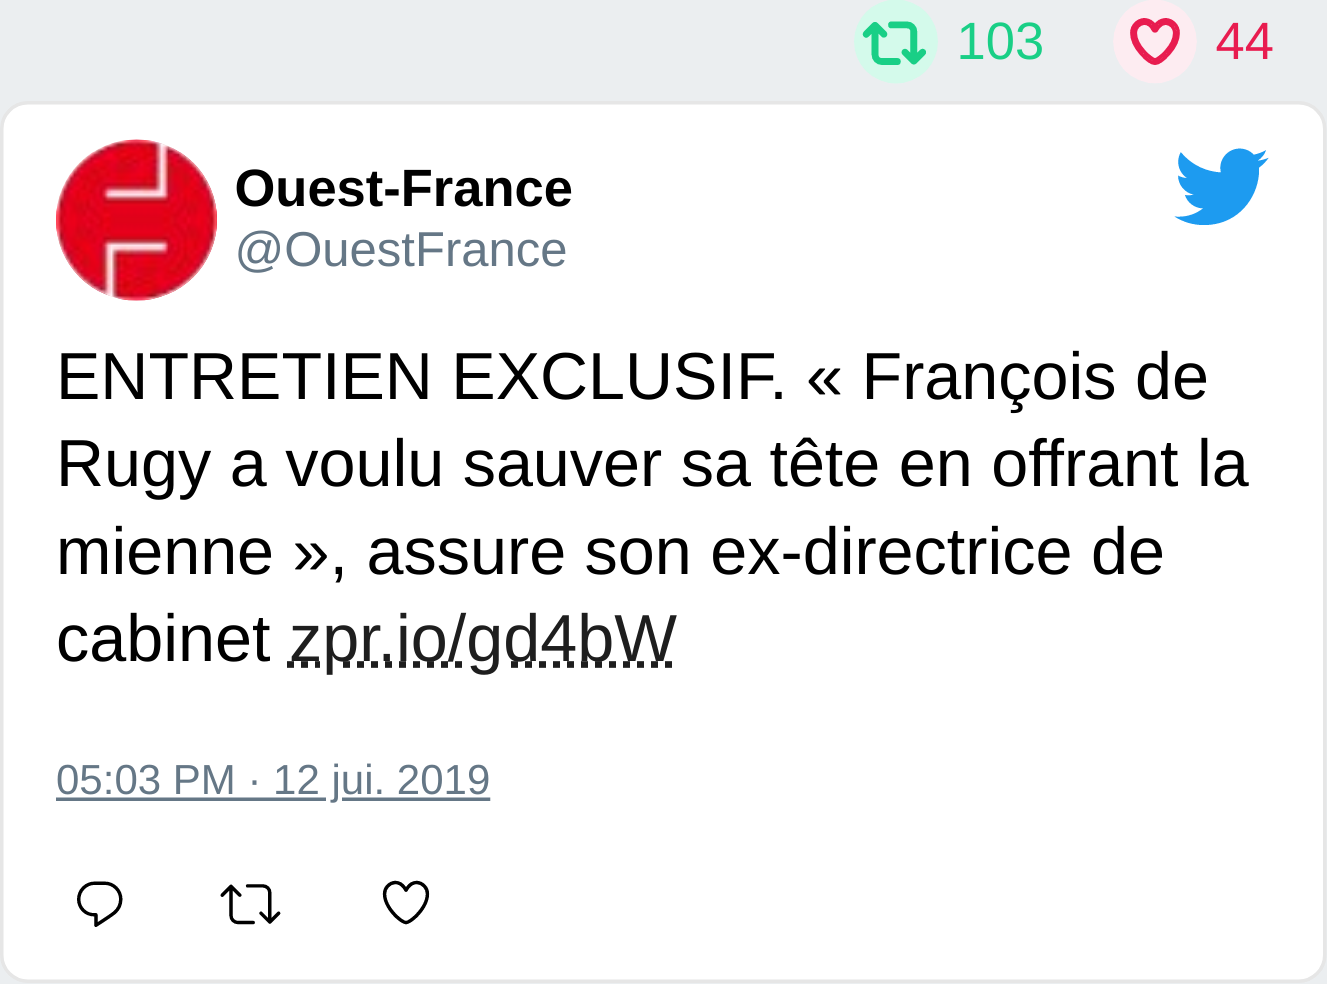 103 44
Ouest-France
@OuestFrance
ENTRETIEN EXCLUSIF. « François de
Rugy a voulu sauver sa tête en offrant la
mienne », assure son ex-directrice de
cabinet zpr.io/gd4bW
05:03 PM · 12 jui. 2019